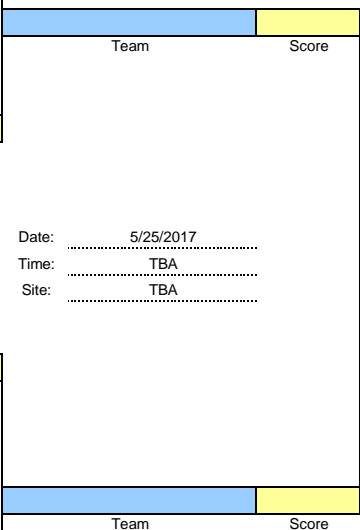 Team Score
Date: 5/25/2017
Time: TBA
Site: TBA
Team Score